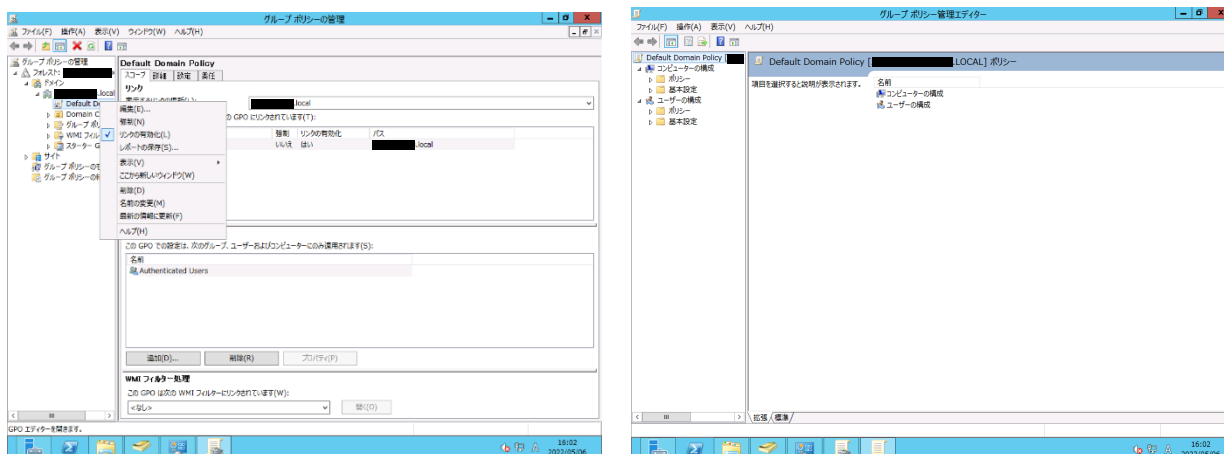 グループ ポリシーの管理
ファイル(F) 操作(A) 表示(V) ウィンドウ(W) ヘルプ(H)
グループ ポリシーの管理
フォレスト:
ドメイン
.local
Default Do
Domain C
グループ ポリ
WMI フィル
スターター G
サイト
グループ ポリシーのモ
グループ ポリシーの
Default Domain Policy
スコープ 詳細 設定 委任
リンク
.local
GPO にリンクされています(T):
強制 リンクの有効化 パス
いいえ はい .local
編集(E)...
強制(N)
リンクの有効化(L)
レポートの保存(S)...
表示(V)
ここから新しいウィンドウ(W)
削除(D)
名前の変更(M)
最新の情報に更新(F)
ヘルプ(H)
この GPO での設定は、次のグループ、ユーザーおよびコンピューターにのみ適用されます(S):
名前
Authenticated Users
追加(D)... 削除(R) プロパティ(P)
WMI フィルター処理
この GPO は次の WMI フィルターにリンクされています(W):
<なし> 開く(O)
GPO エディターを開きます。
16:02
2022/05/06
グループ ポリシー管理エディター
ファイル(F) 操作(A) 表示(V) ヘルプ(H)
Default Domain Policy [
コンピューターの構成
ポリシー
基本設定
ユーザーの構成
ポリシー
基本設定
Default Domain Policy [ .LOCAL] ポリシー
項目を選択すると説明が表示されます。
名前
コンピューターの構成
ユーザーの構成
拡張 標準
16:02
2022/05/06